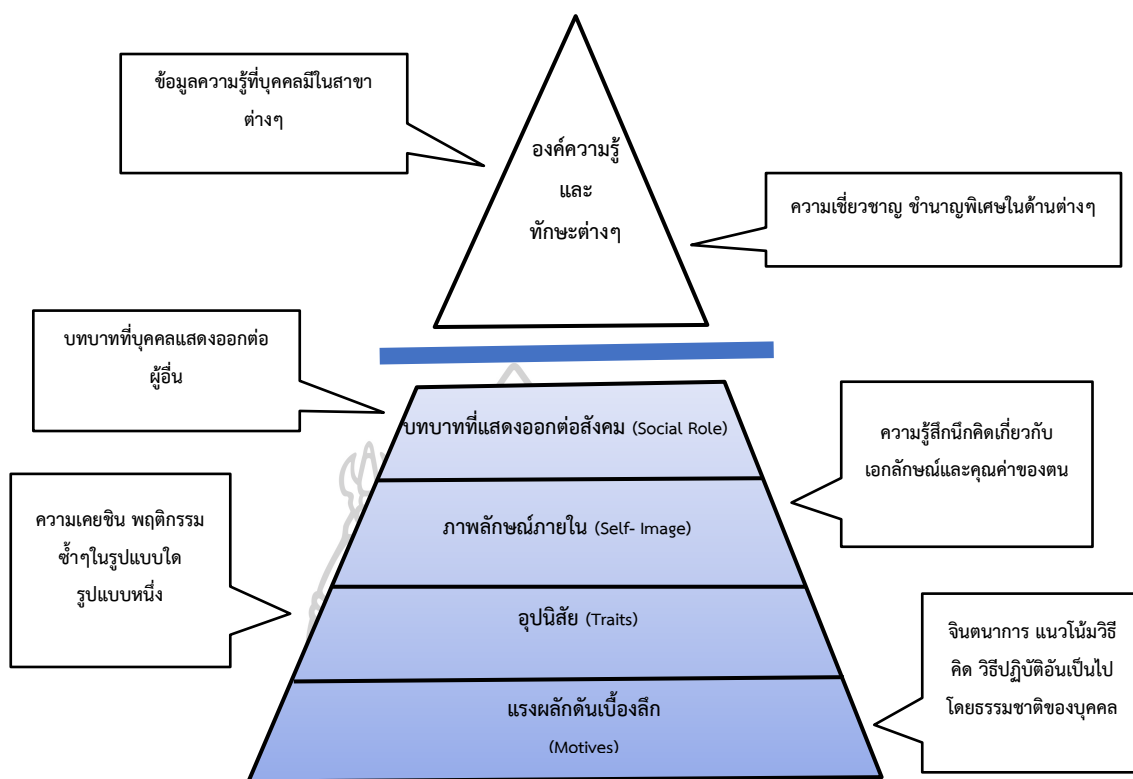 ข้อมูลความรู้ที่บุคคลมีในสาขา
ต่างๆ
องค์ความรู้
และ
ทักษะต่างๆ
ความเชี่ยวชาญ ชำนาญพิเศษในด้านต่างๆ
บทบาทที่บุคคลแสดงออกต่อ
ผู้อื่น
บทบาทที่แสดงออกต่อสังคม (Social Role)
ความรู้สึกนึกคิดเกี่ยวกับ
เอกลักษณ์และคุณค่าของตน
ภาพลักษณ์ภายใน (Self- Image)
ความเคยชิน พฤติกรรม
ซ้ำๆในรูปแบบใด
รูปแบบหนึ่ง
อุปนิสัย (Traits)
จินตนาการ แนวโน้มวิธี
คิด วิธีปฏิบัติอันเป็นไป
โดยธรรมชาติของบุคคล
แรงผลักดันเบื้องลึก
(Motives)